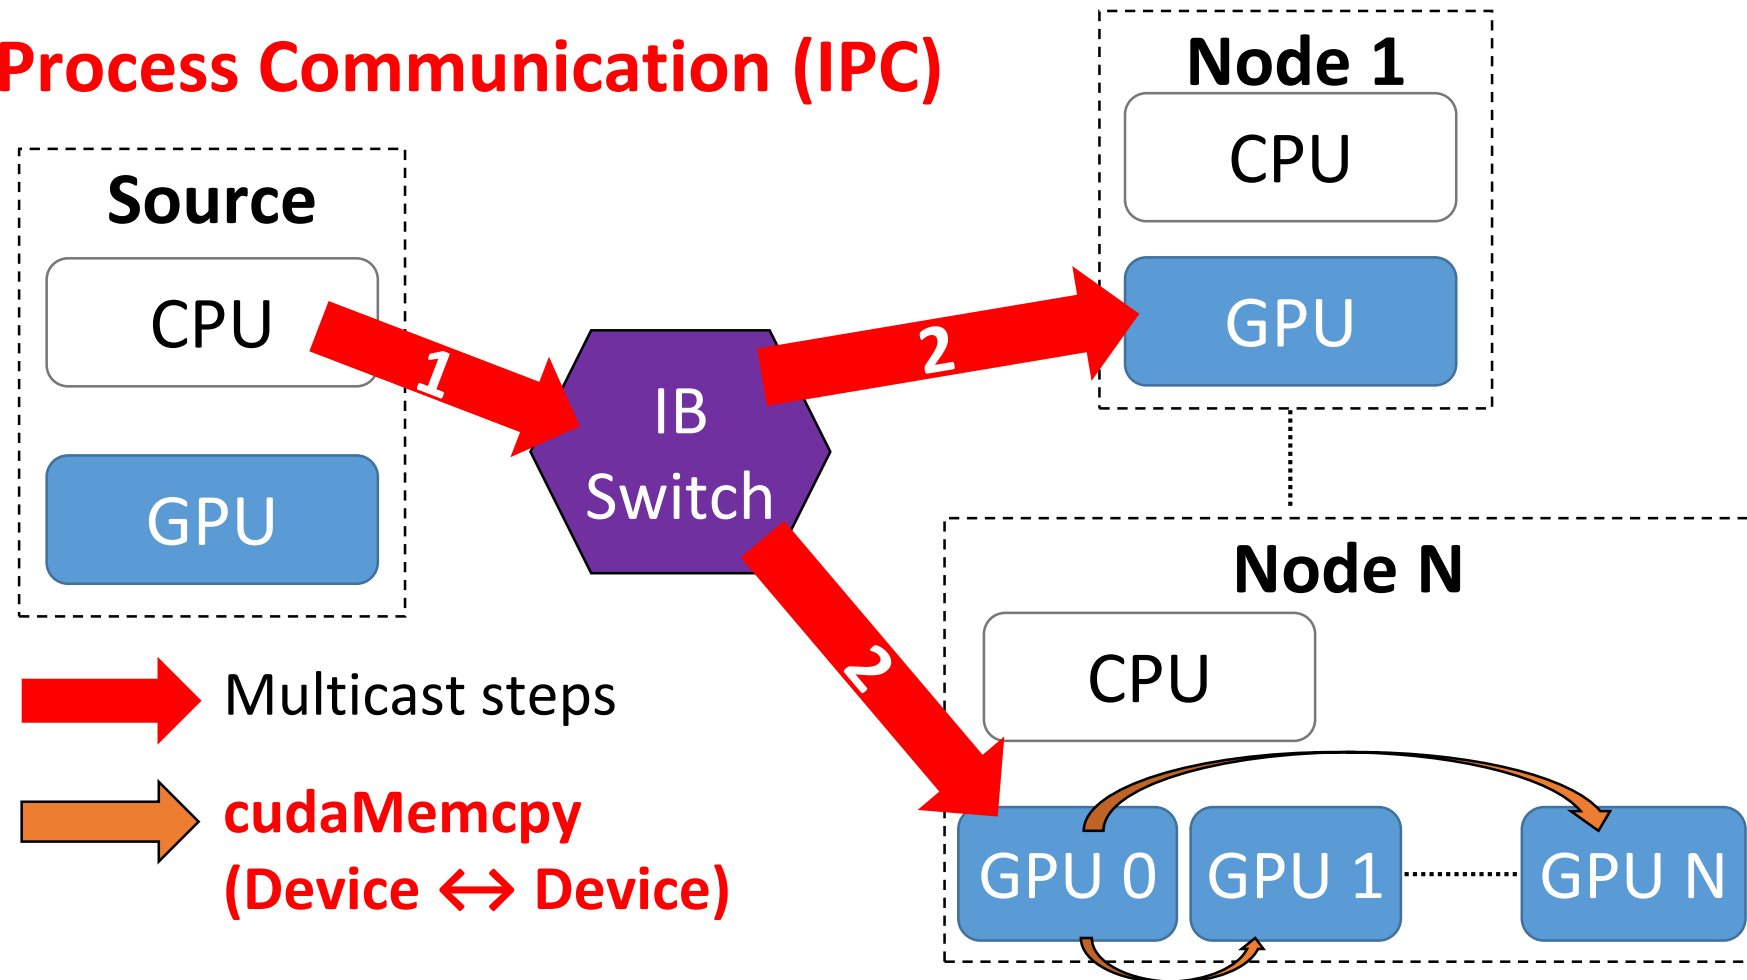 Process Communication (IPC)
Source
CPU
GPU
1
IB
Switch
2
2
Node 1
CPU
GPU
Node N
CPU
GPU 0
GPU 1
GPU N
Multicast steps
cudaMemcpy
(Device ↔ Device)